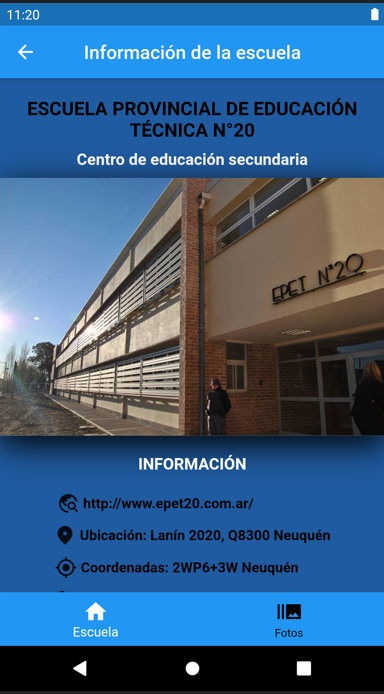 11:20
Información de la escuela
ESCUELA PROVINCIAL DE EDUCACIÓN
TÉCNICA N°20
Centro de educación secundaria
EPET N°20
INFORMACIÓN
http://www.epet20.com.ar/
Ubicación: Lanín 2020, Q8300 Neuquén
Coordenadas: 2WP6+3W Neuquén
Escuela
Fotos